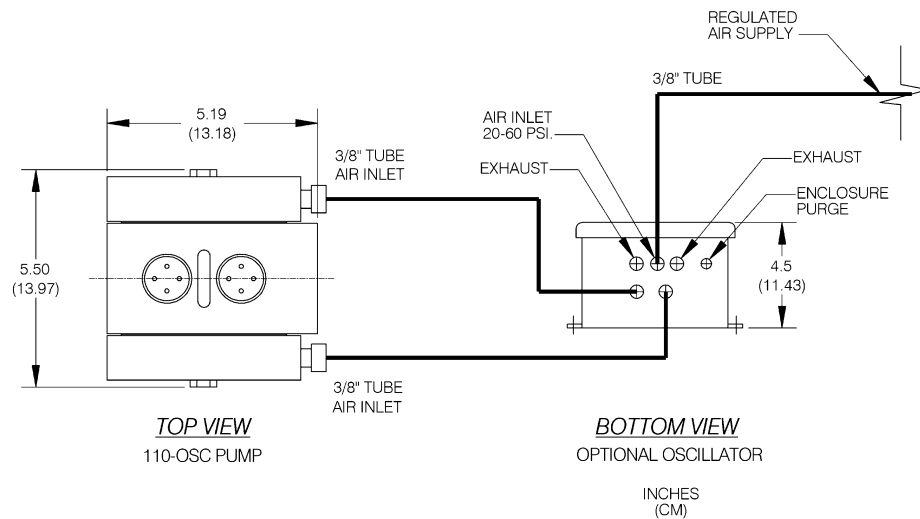 REGULATED
AIR SUPPLY
3/8" TUBE
5.19
(13.18)
AIR INLET
20-60 PSI.
3/8" TUBE
AIR INLET
EXHAUST
EXHAUST
ENCLOSURE
PURGE
5.50
(13.97)
4.5
(11.43)
3/8" TUBE
AIR INLET
TOP VIEW
110-OSC PUMP
BOTTOM VIEW
OPTIONAL OSCILLATOR
INCHES
(CM)